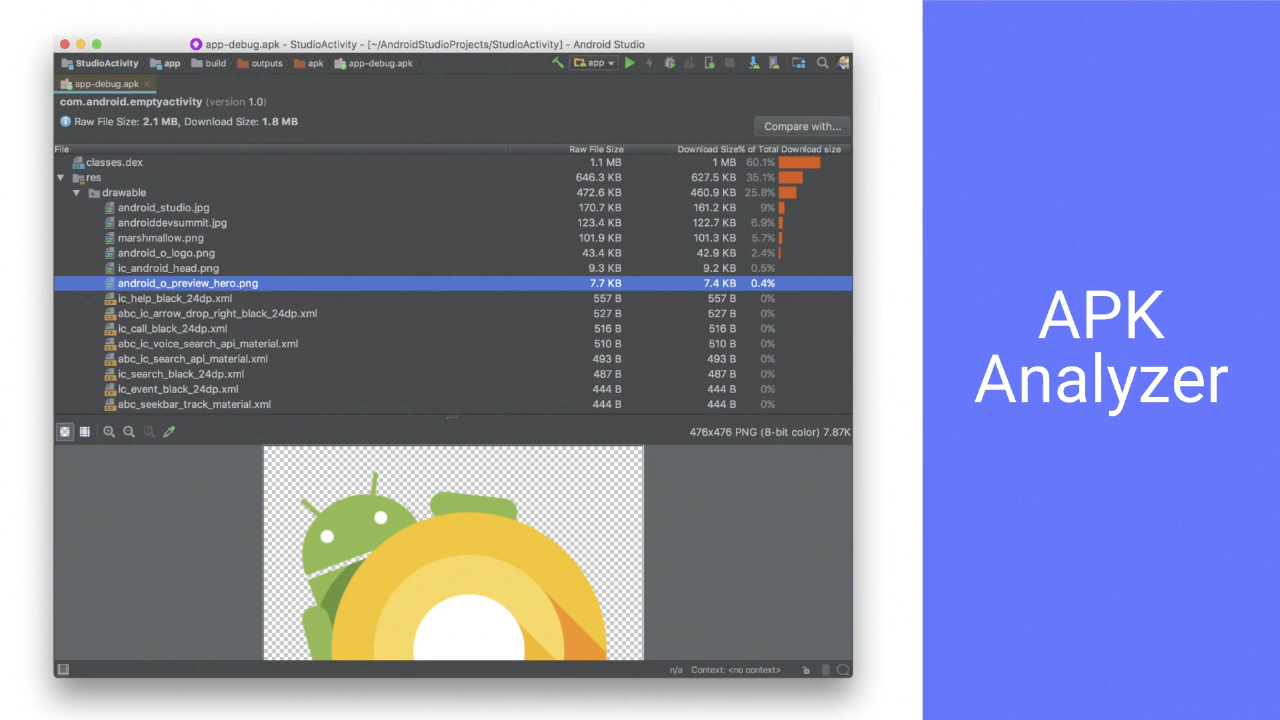 app-debug.apk - StudioActivity - [~/AndroidStudioProjects/StudioActivity] - Android Studio
StudioActivity app build outputs apk app-debug.apk app
app-debug.apk
com.android.emptyactivity (version 1.0)
Raw File Size: 2.1 MB, Download Size: 1.8 MB
Compare with...
File Raw File Size Download Size % of Total Download size
classes.dex 1.1 MB 1 MB 60.1%
res 646.3 KB 627.5 KB 35.1%
drawable 472.6 KB 460.9 KB 25.8%
android_studio.jpg 170.7 KB 161.2 KB 9%
androiddevsummit.jpg 123.4 KB 122.7 KB 6.9%
marshmallow.png 101.9 KB 101.3 KB 5.7%
android_o_logo.png 43.4 KB 42.9 KB 2.4%
ic_android_head.png 9.3 KB 9.2 KB 0.5%
android_o_preview_hero.png 7.7 KB 7.4 KB 0.4%
ic_help_black_24dp.xml 557 B 557 B 0%
abc_ic_arrow_drop_right_black_24dp.xml 527 B 527 B 0%
ic_call_black_24dp.xml 516 B 516 B 0%
abc_ic_voice_search_api_material.xml 510 B 510 B 0%
abc_ic_search_api_material.xml 493 B 493 B 0%
ic_search_black_24dp.xml 487 B 487 B 0%
ic_event_black_24dp.xml 444 B 444 B 0%
abc_seekbar_track_material.xml 444 B 444 B 0%
476x476 PNG (8-bit color) 7.87K
n/a Context: <no context>
APK
Analyzer